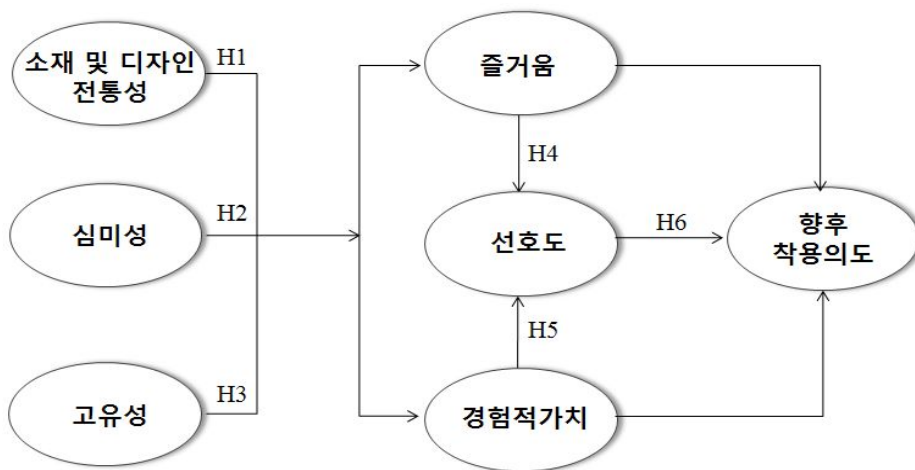 소재 및 디자인
전통성
H1
즐거움
H4
심미성
H2
선호도
H6
향후
착용의도
H5
고유성
H3
경험적가치